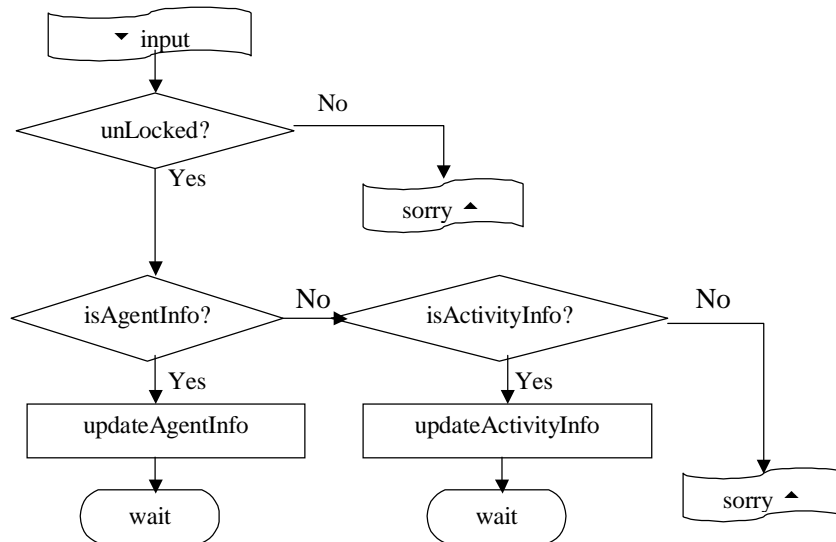 input
No
unLocked?
Yes
sorry
isAgentInfo?
No
isActivityInfo?
No
Yes
Yes
updateAgentInfo
updateActivityInfo
sorry
wait
wait